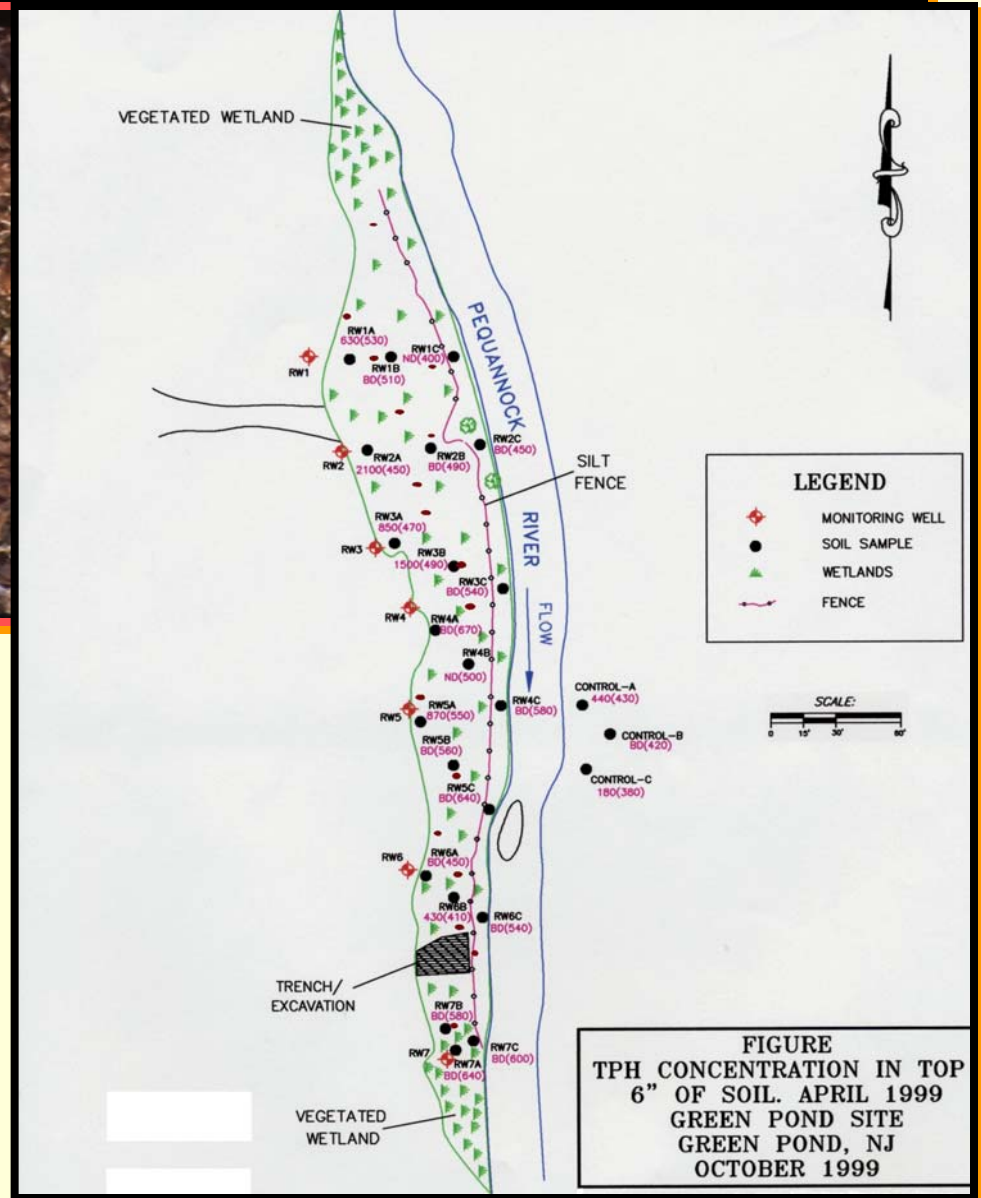 VEGETATED WETLAND
RW1A
630(530)
RW1
RW1B
BD(510)
RW1C
ND(400)
PEQUANNOCK
RIVER
FLOW
RW2
RW2A
2100(450)
RW2B
BD(490)
RW2C
BD(450)
SILT
FENCE
RW3A
850(470)
RW3
RW3B
1500(490)
RW3C
BD(540)
RW4
RW4A
BD(670)
RW4B
ND(500)
RW4C
BD(580)
RW5
RW5A
870(550)
RW5B
BD(560)
RW5C
BD(640)
CONTROL-A
440(430)
CONTROL-B
BD(420)
CONTROL-C
180(380)
RW6
RW6A
BD(450)
RW6B
430(410)
RW6C
BD(540)
TRENCH/
EXCAVATION
RW7B
BD(580)
RW7
RW7A
BD(640)
RW7C
BD(600)
VEGETATED
WETLAND
LEGEND
MONITORING WELL
SOIL SAMPLE
WETLANDS
FENCE
SCALE:
0 15' 30' 60'
FIGURE
TPH CONCENTRATION IN TOP
6" OF SOIL. APRIL 1999
GREEN POND SITE
GREEN POND, NJ
OCTOBER 1999